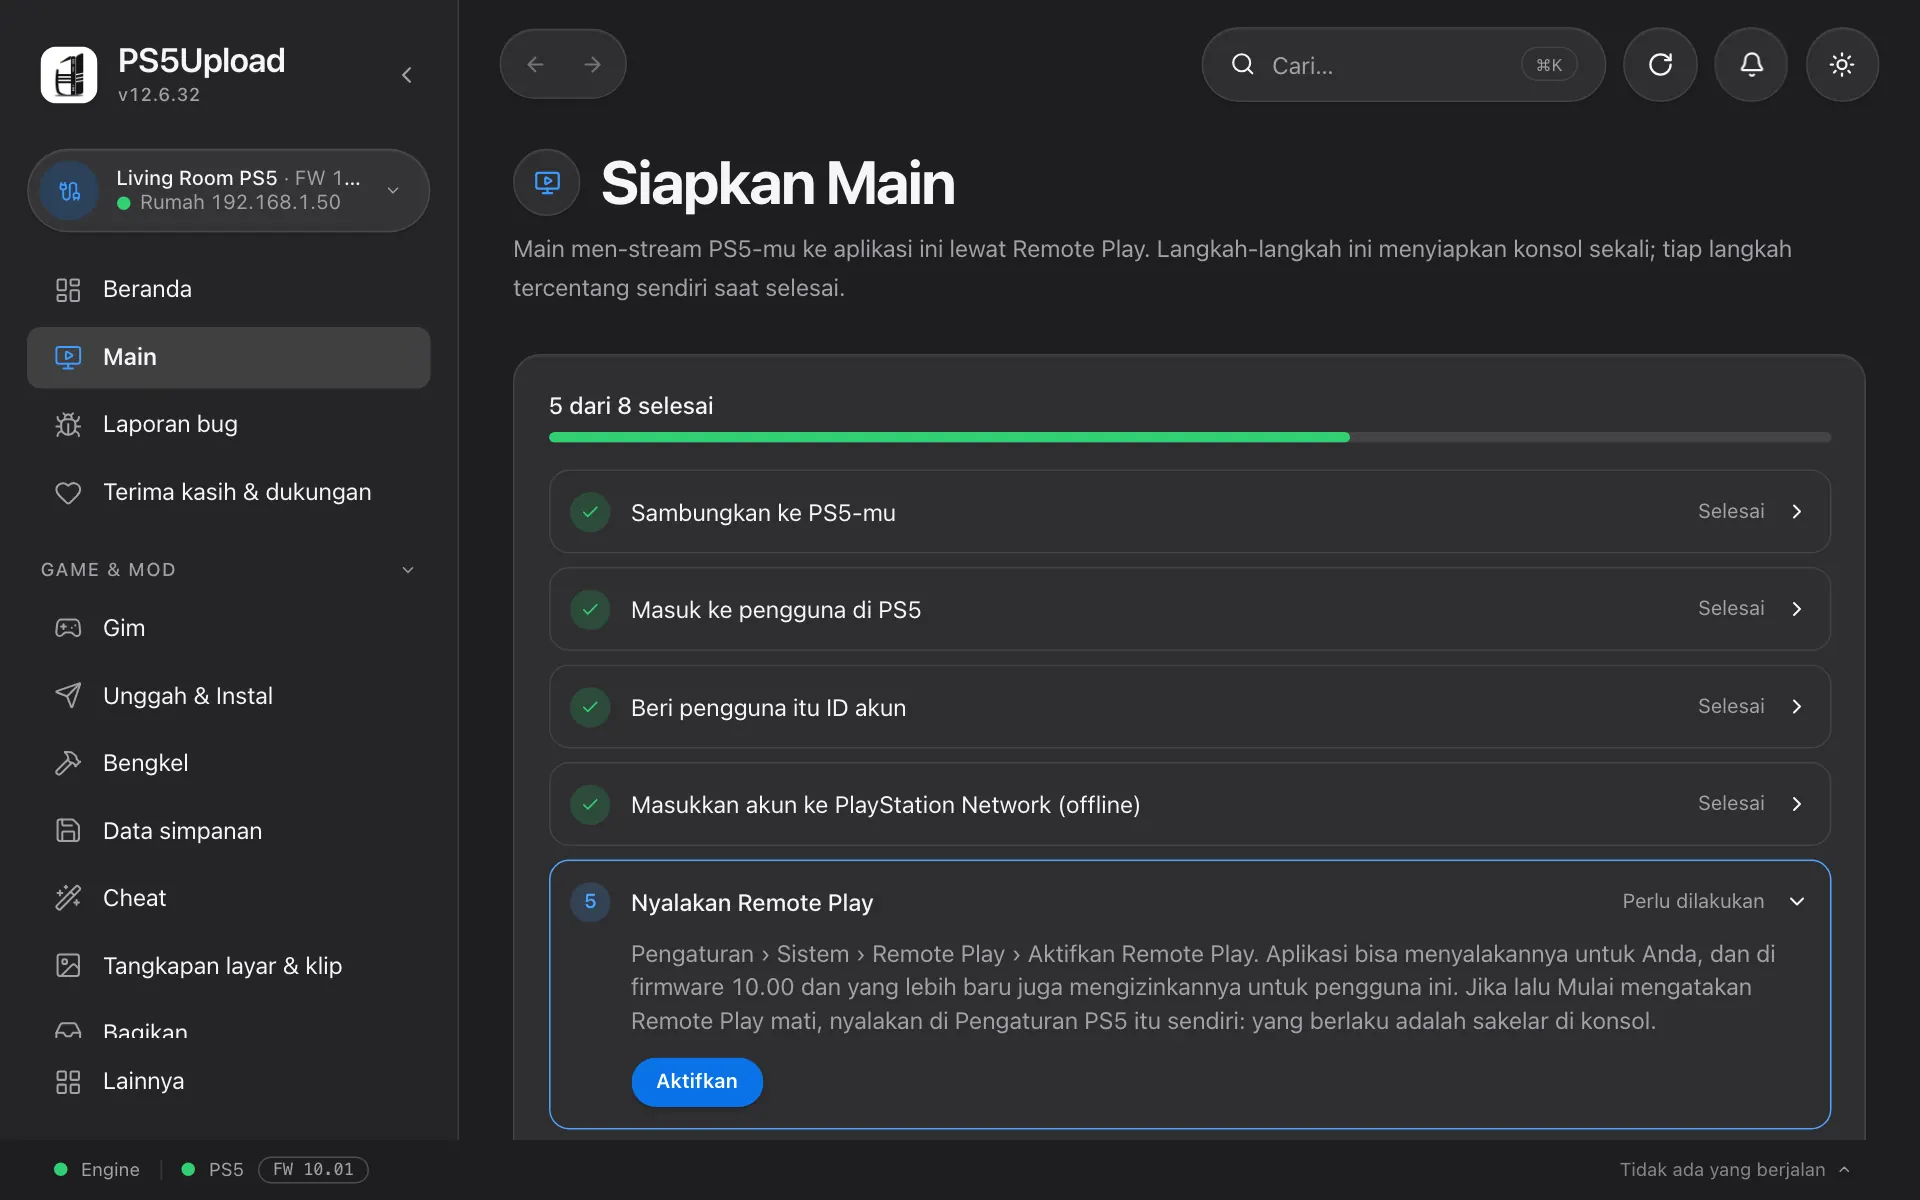 PS5Upload
v12.6.32
Living Room PS5 · FW 1...
Rumah 192.168.1.50
Beranda
Main
Laporan bug
Terima kasih & dukungan
GAME & MOD
Gim
Unggah & Instal
Bengkel
Data simpanan
Cheat
Tangkapan layar & klip
Bagikan
Lainnya
Cari...
⌘K
Siapkan Main
Main men-stream PS5-mu ke aplikasi ini lewat Remote Play. Langkah-langkah ini menyiapkan konsol sekali; tiap langkah
tercentang sendiri saat selesai.
5 dari 8 selesai
Sambungkan ke PS5-mu
Selesai
Masuk ke pengguna di PS5
Selesai
Beri pengguna itu ID akun
Selesai
Masukkan akun ke PlayStation Network (offline)
Selesai
5
Nyalakan Remote Play
Perlu dilakukan
Pengaturan › Sistem › Remote Play › Aktifkan Remote Play. Aplikasi bisa menyalakannya untuk Anda, dan di
firmware 10.00 dan yang lebih baru juga mengizinkannya untuk pengguna ini. Jika lalu Mulai mengatakan
Remote Play mati, nyalakan di Pengaturan PS5 itu sendiri: yang berlaku adalah sakelar di konsol.
Aktifkan
Engine
PS5
FW 10.01
Tidak ada yang berjalan